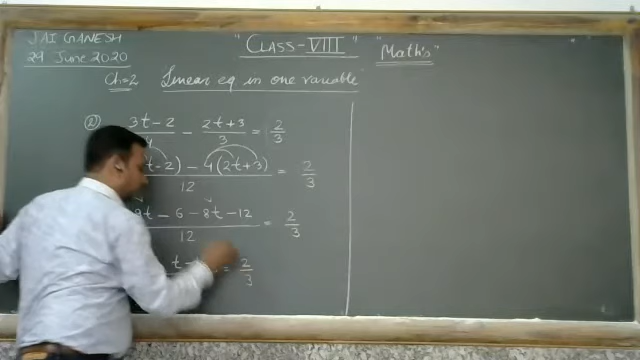 JAI GANESH
29 June 2020
"CLASS-VIII" "Math's"
Ch=2 Linear eq in one variable
② 3t-2 / 4 - 2t+3 / 3 = 2/3
t-2) - 4(2t+3) / 12 = 2/3
9t - 6 - 8t - 12 / 12 = 2/3
t - = 2/3